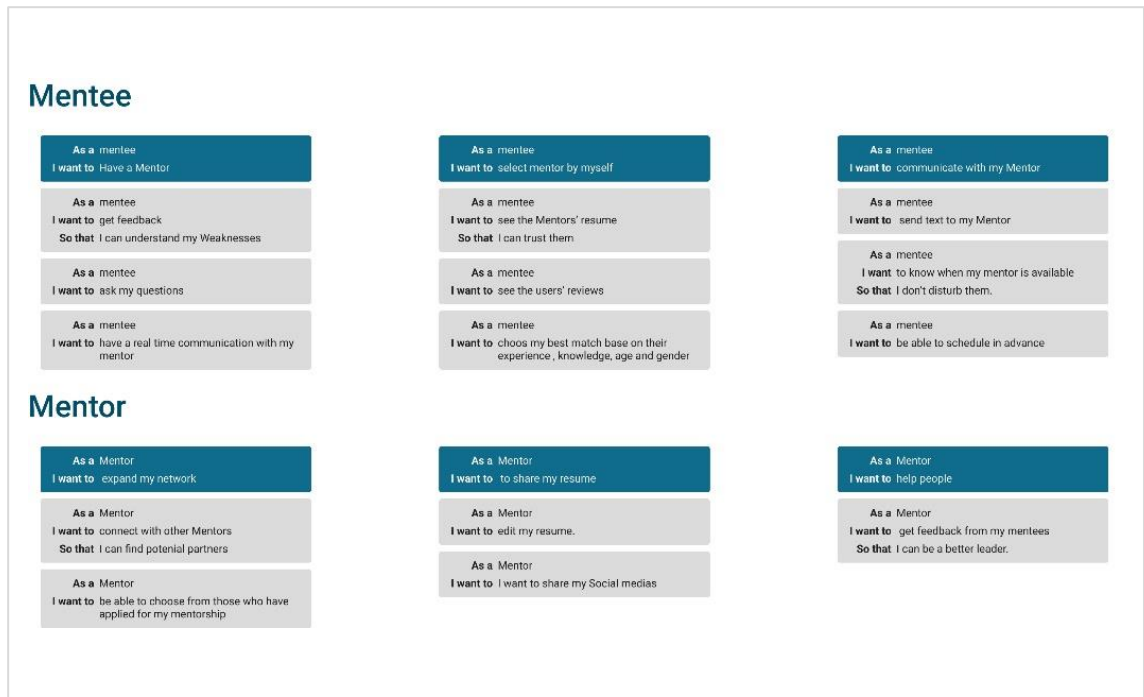 Mentee
As a mentee
I want to Have a Mentor
As a mentee
I want to get feedback
So that I can understand my Weaknesses
As a mentee
I want to ask my questions
As a mentee
I want to have a real time communication with my
mentor
As a mentee
I want to select mentor by myself
As a mentee
I want to see the Mentors' resume
So that I can trust them
As a mentee
I want to see the users' reviews
As a mentee
I want to choos my best match base on their
experience , knowledge, age and gender
As a mentee
I want to communicate with my Mentor
As a mentee
I want to send text to my Mentor
As a mentee
I want to know when my mentor is available
So that I don't disturb them.
As a mentee
I want to be able to schedule in advance
Mentor
As a Mentor
I want to expand my network
As a Mentor
I want to connect with other Mentors
So that I can find potenial partners
As a Mentor
I want to be able to choose from those who have
applied for my mentorship
As a Mentor
I want to to share my resume
As a Mentor
I want to edit my resume.
As a Mentor
I want to I want to share my Social medias
As a Mentor
I want to help people
As a Mentor
I want to get feedback from my mentees
So that I can be a better leader.